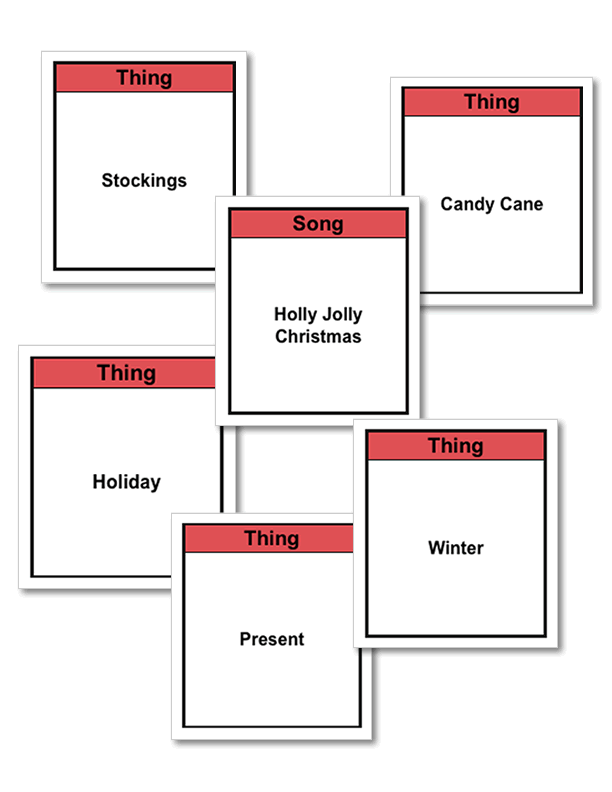 Thing
Stockings
Thing
Candy Cane
Song
Holly Jolly
Christmas
Thing
Holiday
Thing
Winter
Thing
Present